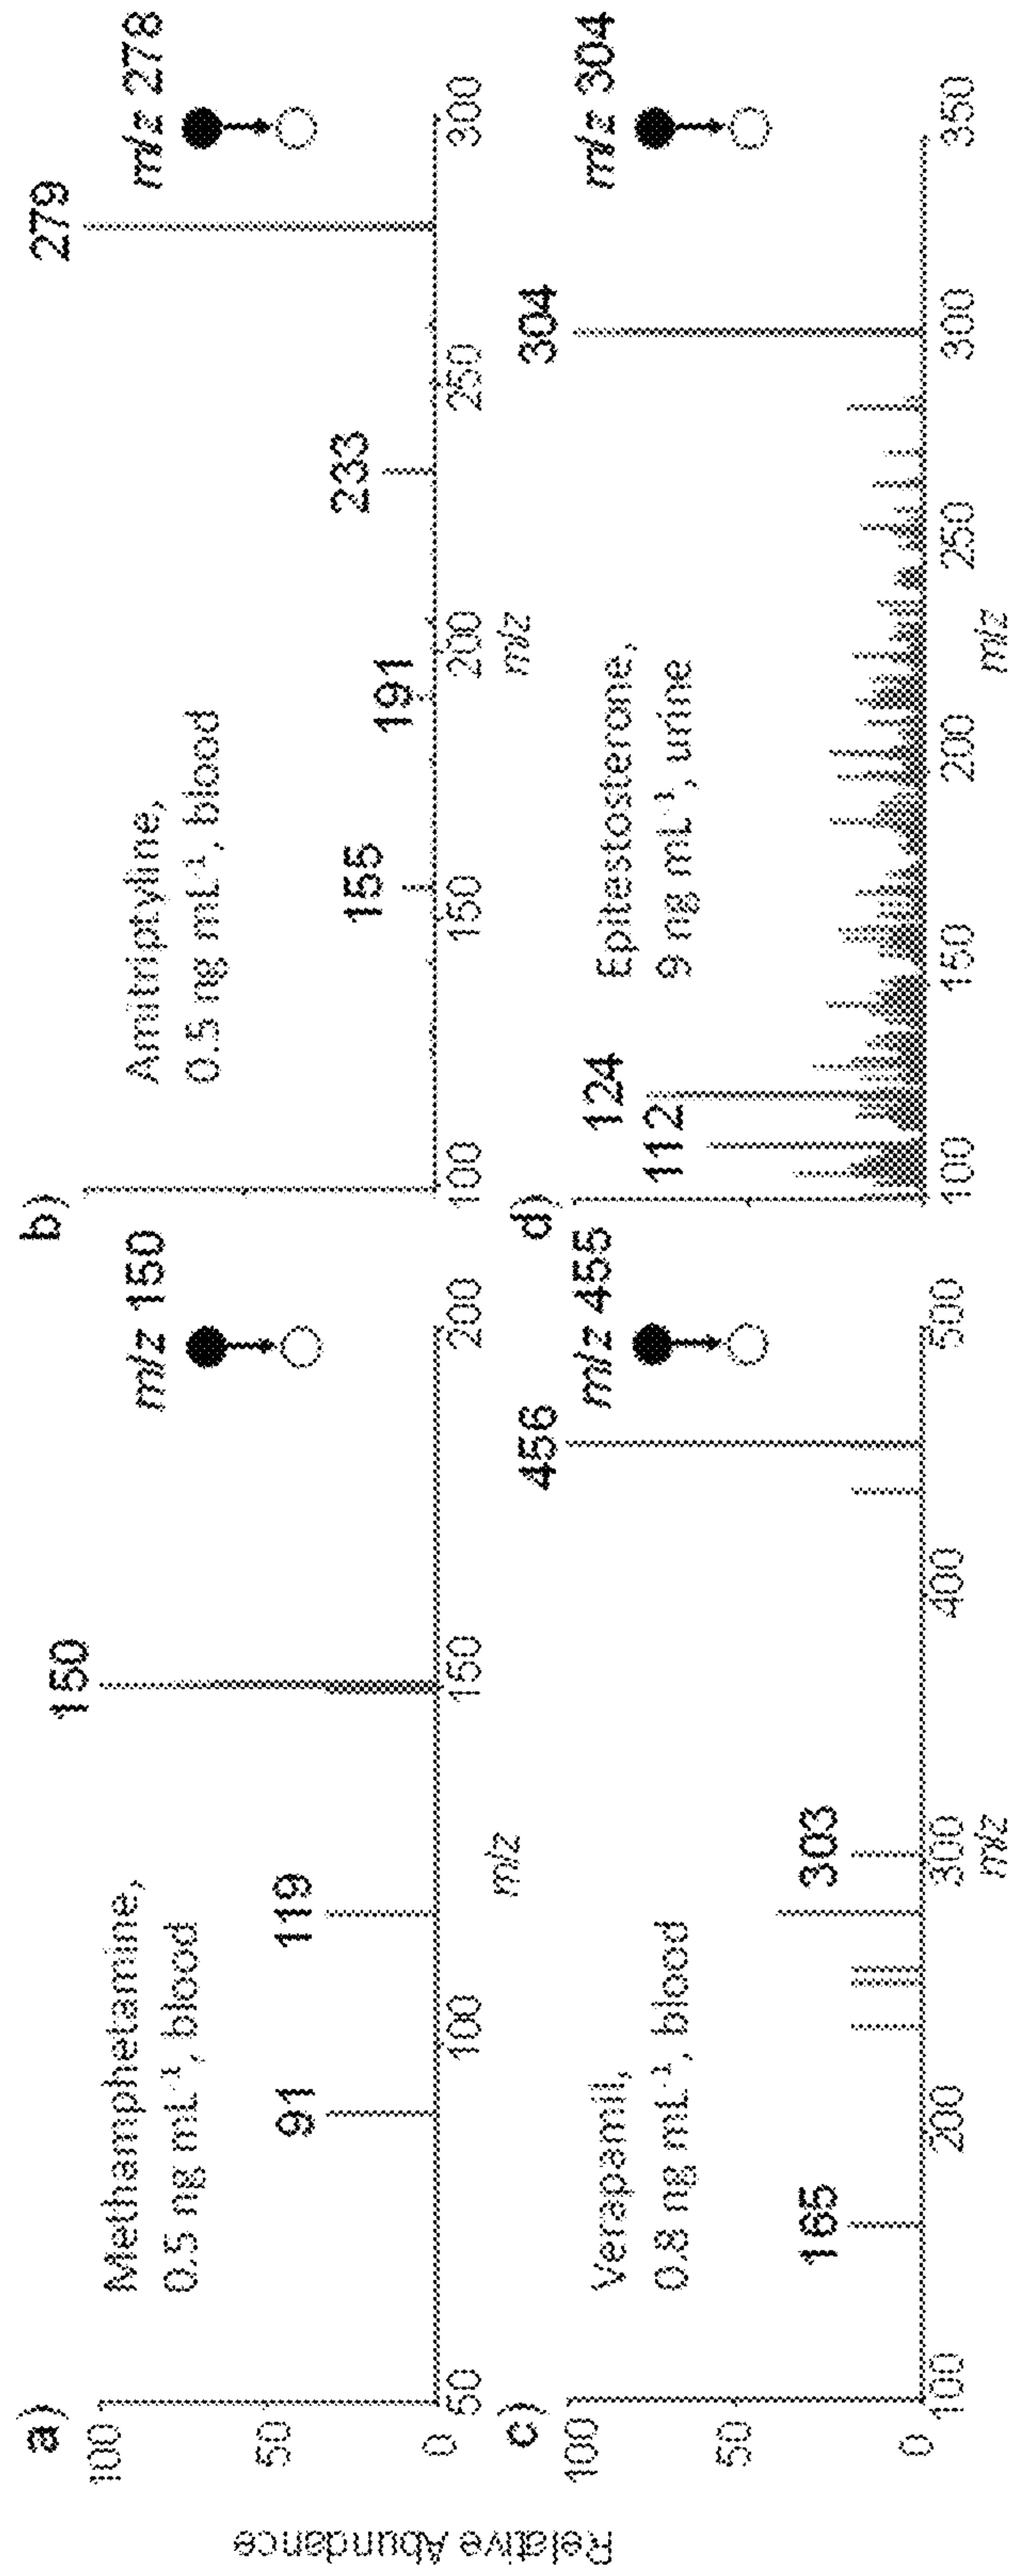 Relative Abundance
a)
100
50
0
Methamphetamine,
0.5 ng mL⁻¹, blood
m/z 150
91
119
150
50
100
150
200
m/z
b)
Amitriptyline,
0.5 ng mL⁻¹, blood
m/z 278
155
191
233
279
100
150
200
250
300
m/z
c)
100
50
0
Verapamil,
0.8 ng mL⁻¹, blood
m/z 455
165
303
456
100
200
300
400
500
m/z
d)
Epitestosterone,
9 ng mL⁻¹, urine
m/z 304
112
124
304
100
150
200
250
300
350
m/z